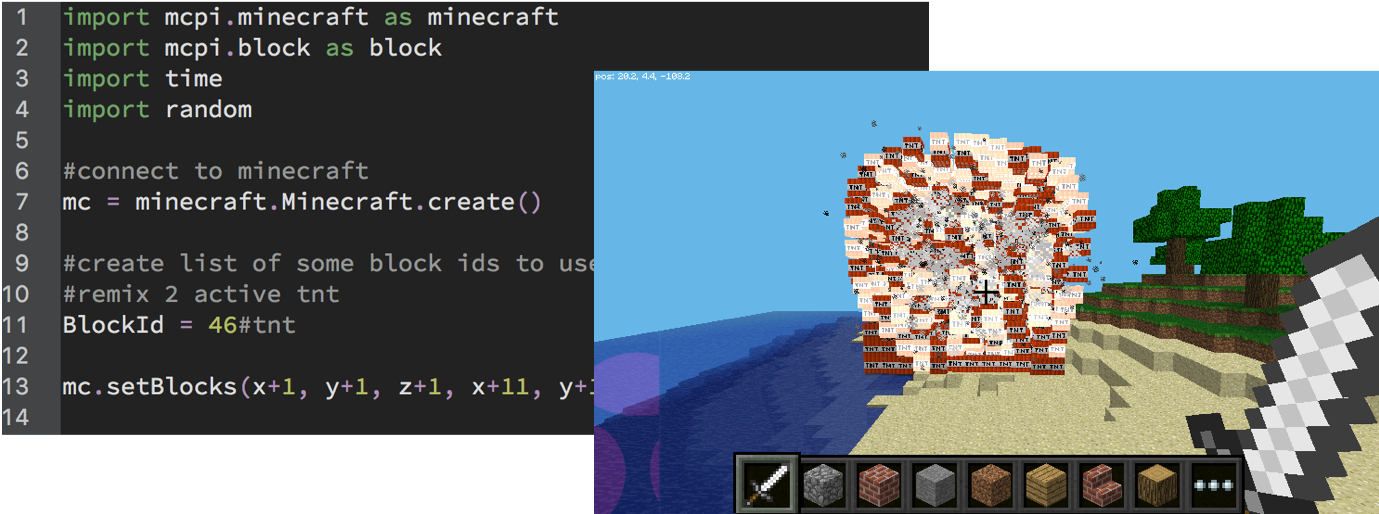 1 import mcpi.minecraft as minecraft
2 import mcpi.block as block
3 import time
4 import random
5
6 #connect to minecraft
7 mc = minecraft.Minecraft.create()
8
9 #create list of some block ids to use
10 #remix 2 active tnt
11 BlockId = 46#tnt
12
13 mc.setBlocks(x+1, y+1, z+1, x+11, y+1
14
pos: 20.2, 4.4, -108.2
TNT